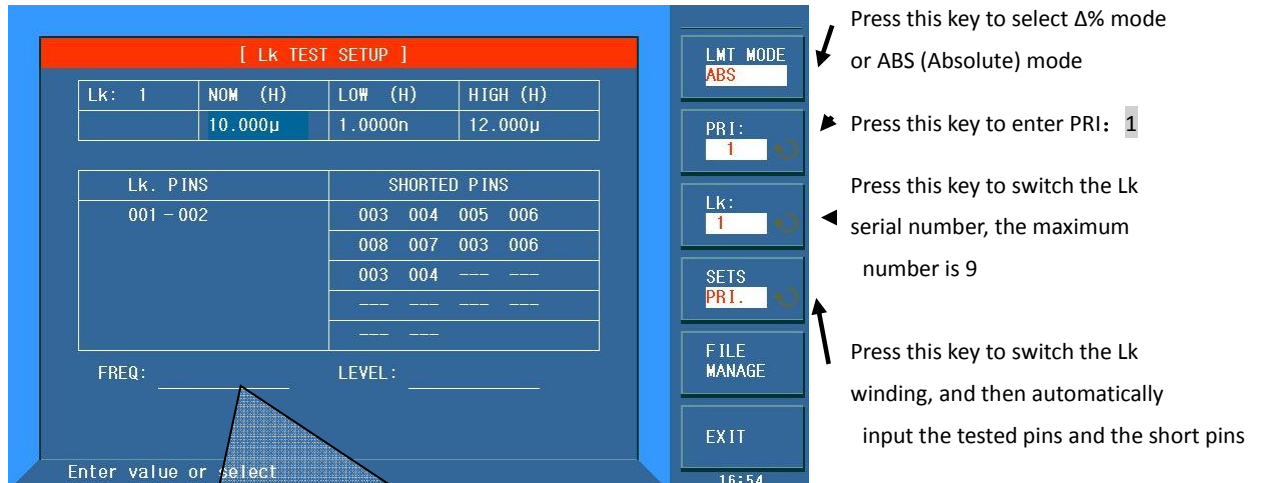 [ Lk TEST SETUP ]
Lk: 1 NOM (H) LOW (H) HIGH (H)
10.000µ 1.0000n 12.000µ
Lk. PINS SHORTED PINS
001 - 002 003 004 005 006
008 007 003 006
003 004 --- ---
--- --- --- ---
--- ---
FREQ: LEVEL:
Enter value or select
LMT MODE
ABS
PRI:
1
Lk:
1
SETS
PRI.
FILE
MANAGE
EXIT
16:54
Press this key to select Δ% mode
or ABS (Absolute) mode
Press this key to enter PRI： 1
Press this key to switch the Lk
serial number, the maximum
number is 9
Press this key to switch the Lk
winding, and then automatically
input the tested pins and the short pins